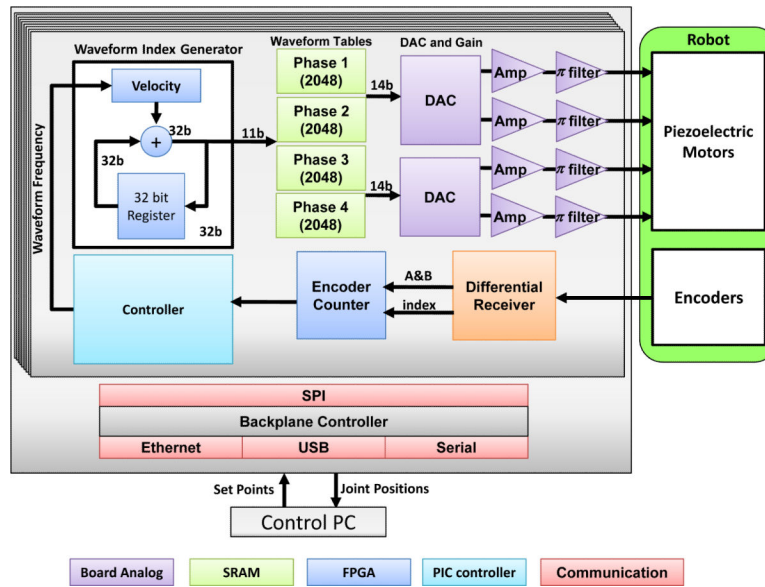 Waveform Index Generator
Waveform Tables
DAC and Gain
Robot
Velocity
+
32b
32b
32 bit
Register
32b
11b
Waveform Frequency
Phase 1
(2048)
Phase 2
(2048)
Phase 3
(2048)
Phase 4
(2048)
14b
14b
DAC
DAC
Amp
π filter
Amp
π filter
Amp
π filter
Amp
π filter
Piezoelectric
Motors
Controller
Encoder
Counter
A&B
index
Differential
Receiver
Encoders
SPI
Backplane Controller
Ethernet
USB
Serial
Set Points
Joint Positions
Control PC
Board Analog
SRAM
FPGA
PIC controller
Communication